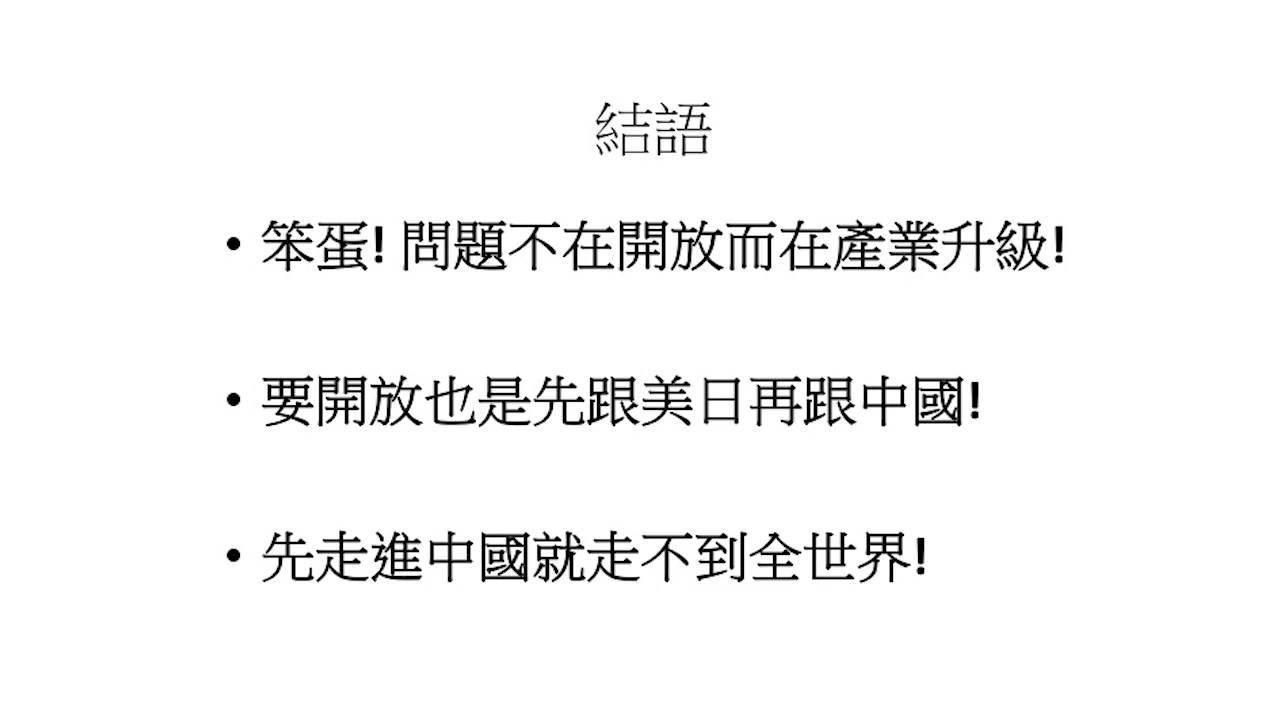 結語
• 笨蛋! 問題不在開放而在產業升級!
• 要開放也是先跟美日再跟中國!
• 先走進中國就走不到全世界!